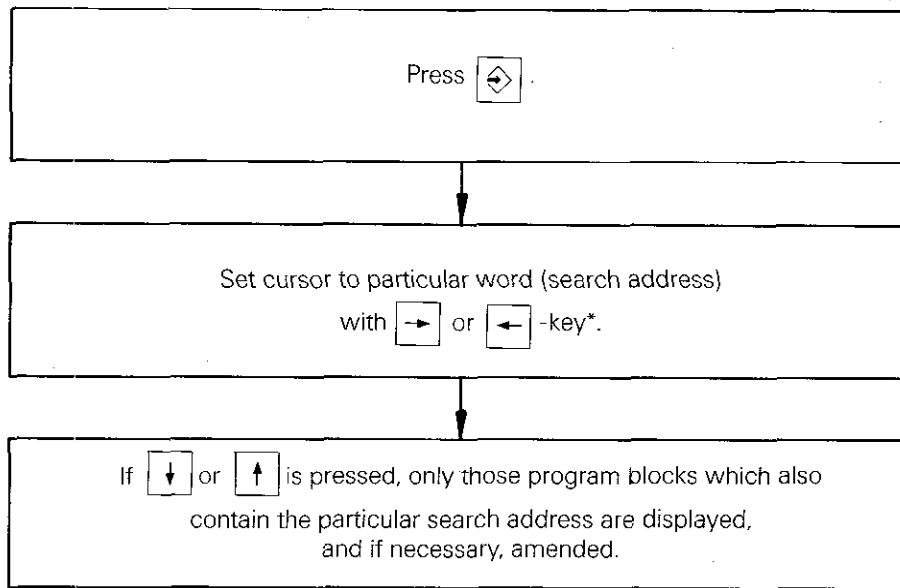 Press .
Set cursor to particular word (search address)
with → or ← -key*.
If ↓ or ↑ is pressed, only those program blocks which also
contain the particular search address are displayed,
and if necessary, amended.